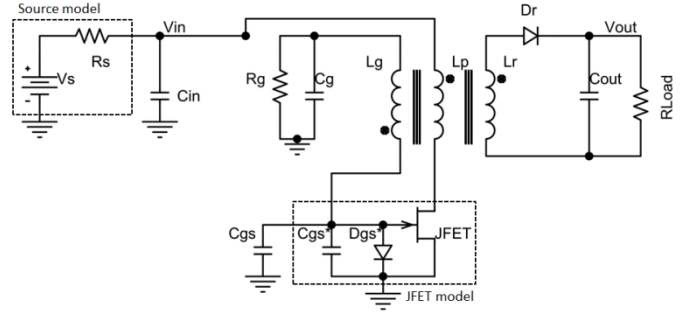 Source model
Dr
Vin
Vout
Rs
Vs
+
-
Cin
Rg
Cg
Lg
Lp
Lr
Cout
RLoad
Cgs
Cgs*
Dgs*
JFET
JFET model